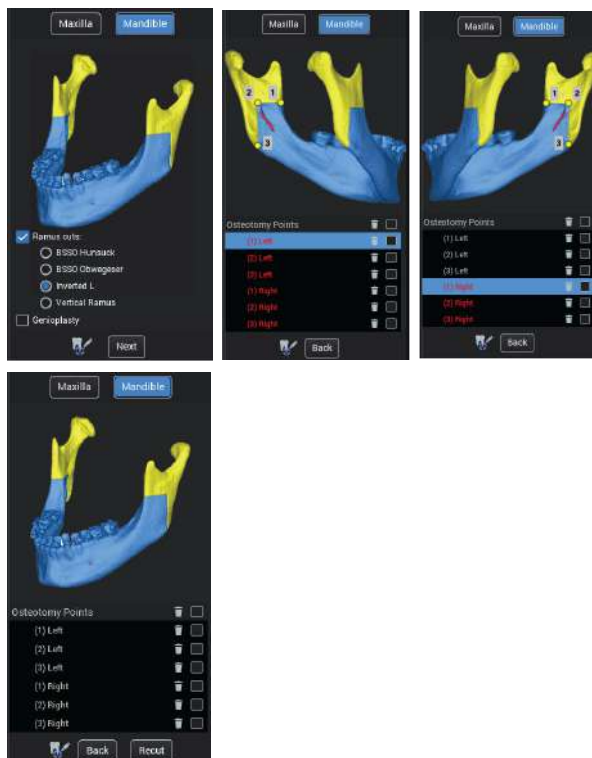 Maxilla Mandible
Ramus cuts:
BSSO Hunsuck
BSSO Obwegeser
Inverted L
Vertical Ramus
Genioplasty
Next
Maxilla Mandible
2 1
3
Osteotomy Points
(1) Left
(2) Left
(3) Left
(1) Right
(2) Right
(3) Right
Back
Maxilla Mandible
1 2
3
Osteotomy Points
(1) Left
(2) Left
(3) Left
(1) Right
(2) Right
(3) Right
Back
Maxilla Mandible
Osteotomy Points
(1) Left
(2) Left
(3) Left
(1) Right
(2) Right
(3) Right
Back Recut